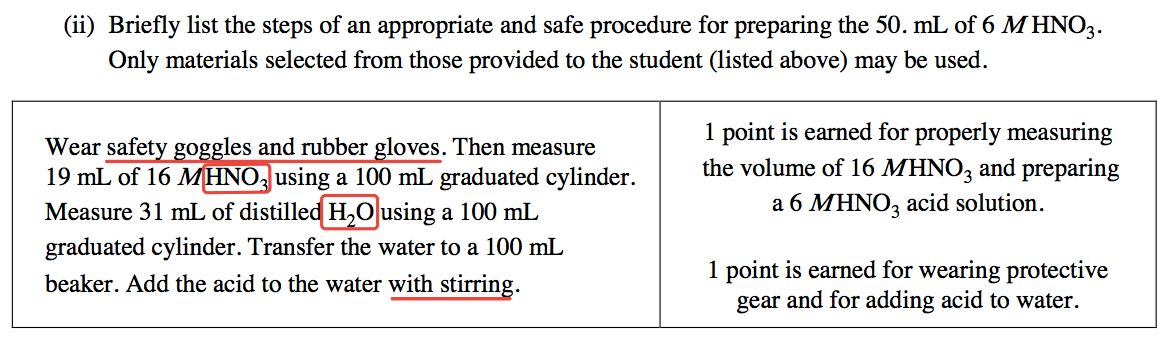 (ii) Briefly list the steps of an appropriate and safe procedure for preparing the 50. mL of 6 M HNO₃.
Only materials selected from those provided to the student (listed above) may be used.
Wear safety goggles and rubber gloves. Then measure
19 mL of 16 M HNO₃ using a 100 mL graduated cylinder.
Measure 31 mL of distilled H₂O using a 100 mL
graduated cylinder. Transfer the water to a 100 mL
beaker. Add the acid to the water with stirring.
1 point is earned for properly measuring
the volume of 16 MHNO₃ and preparing
a 6 MHNO₃ acid solution.
1 point is earned for wearing protective
gear and for adding acid to water.